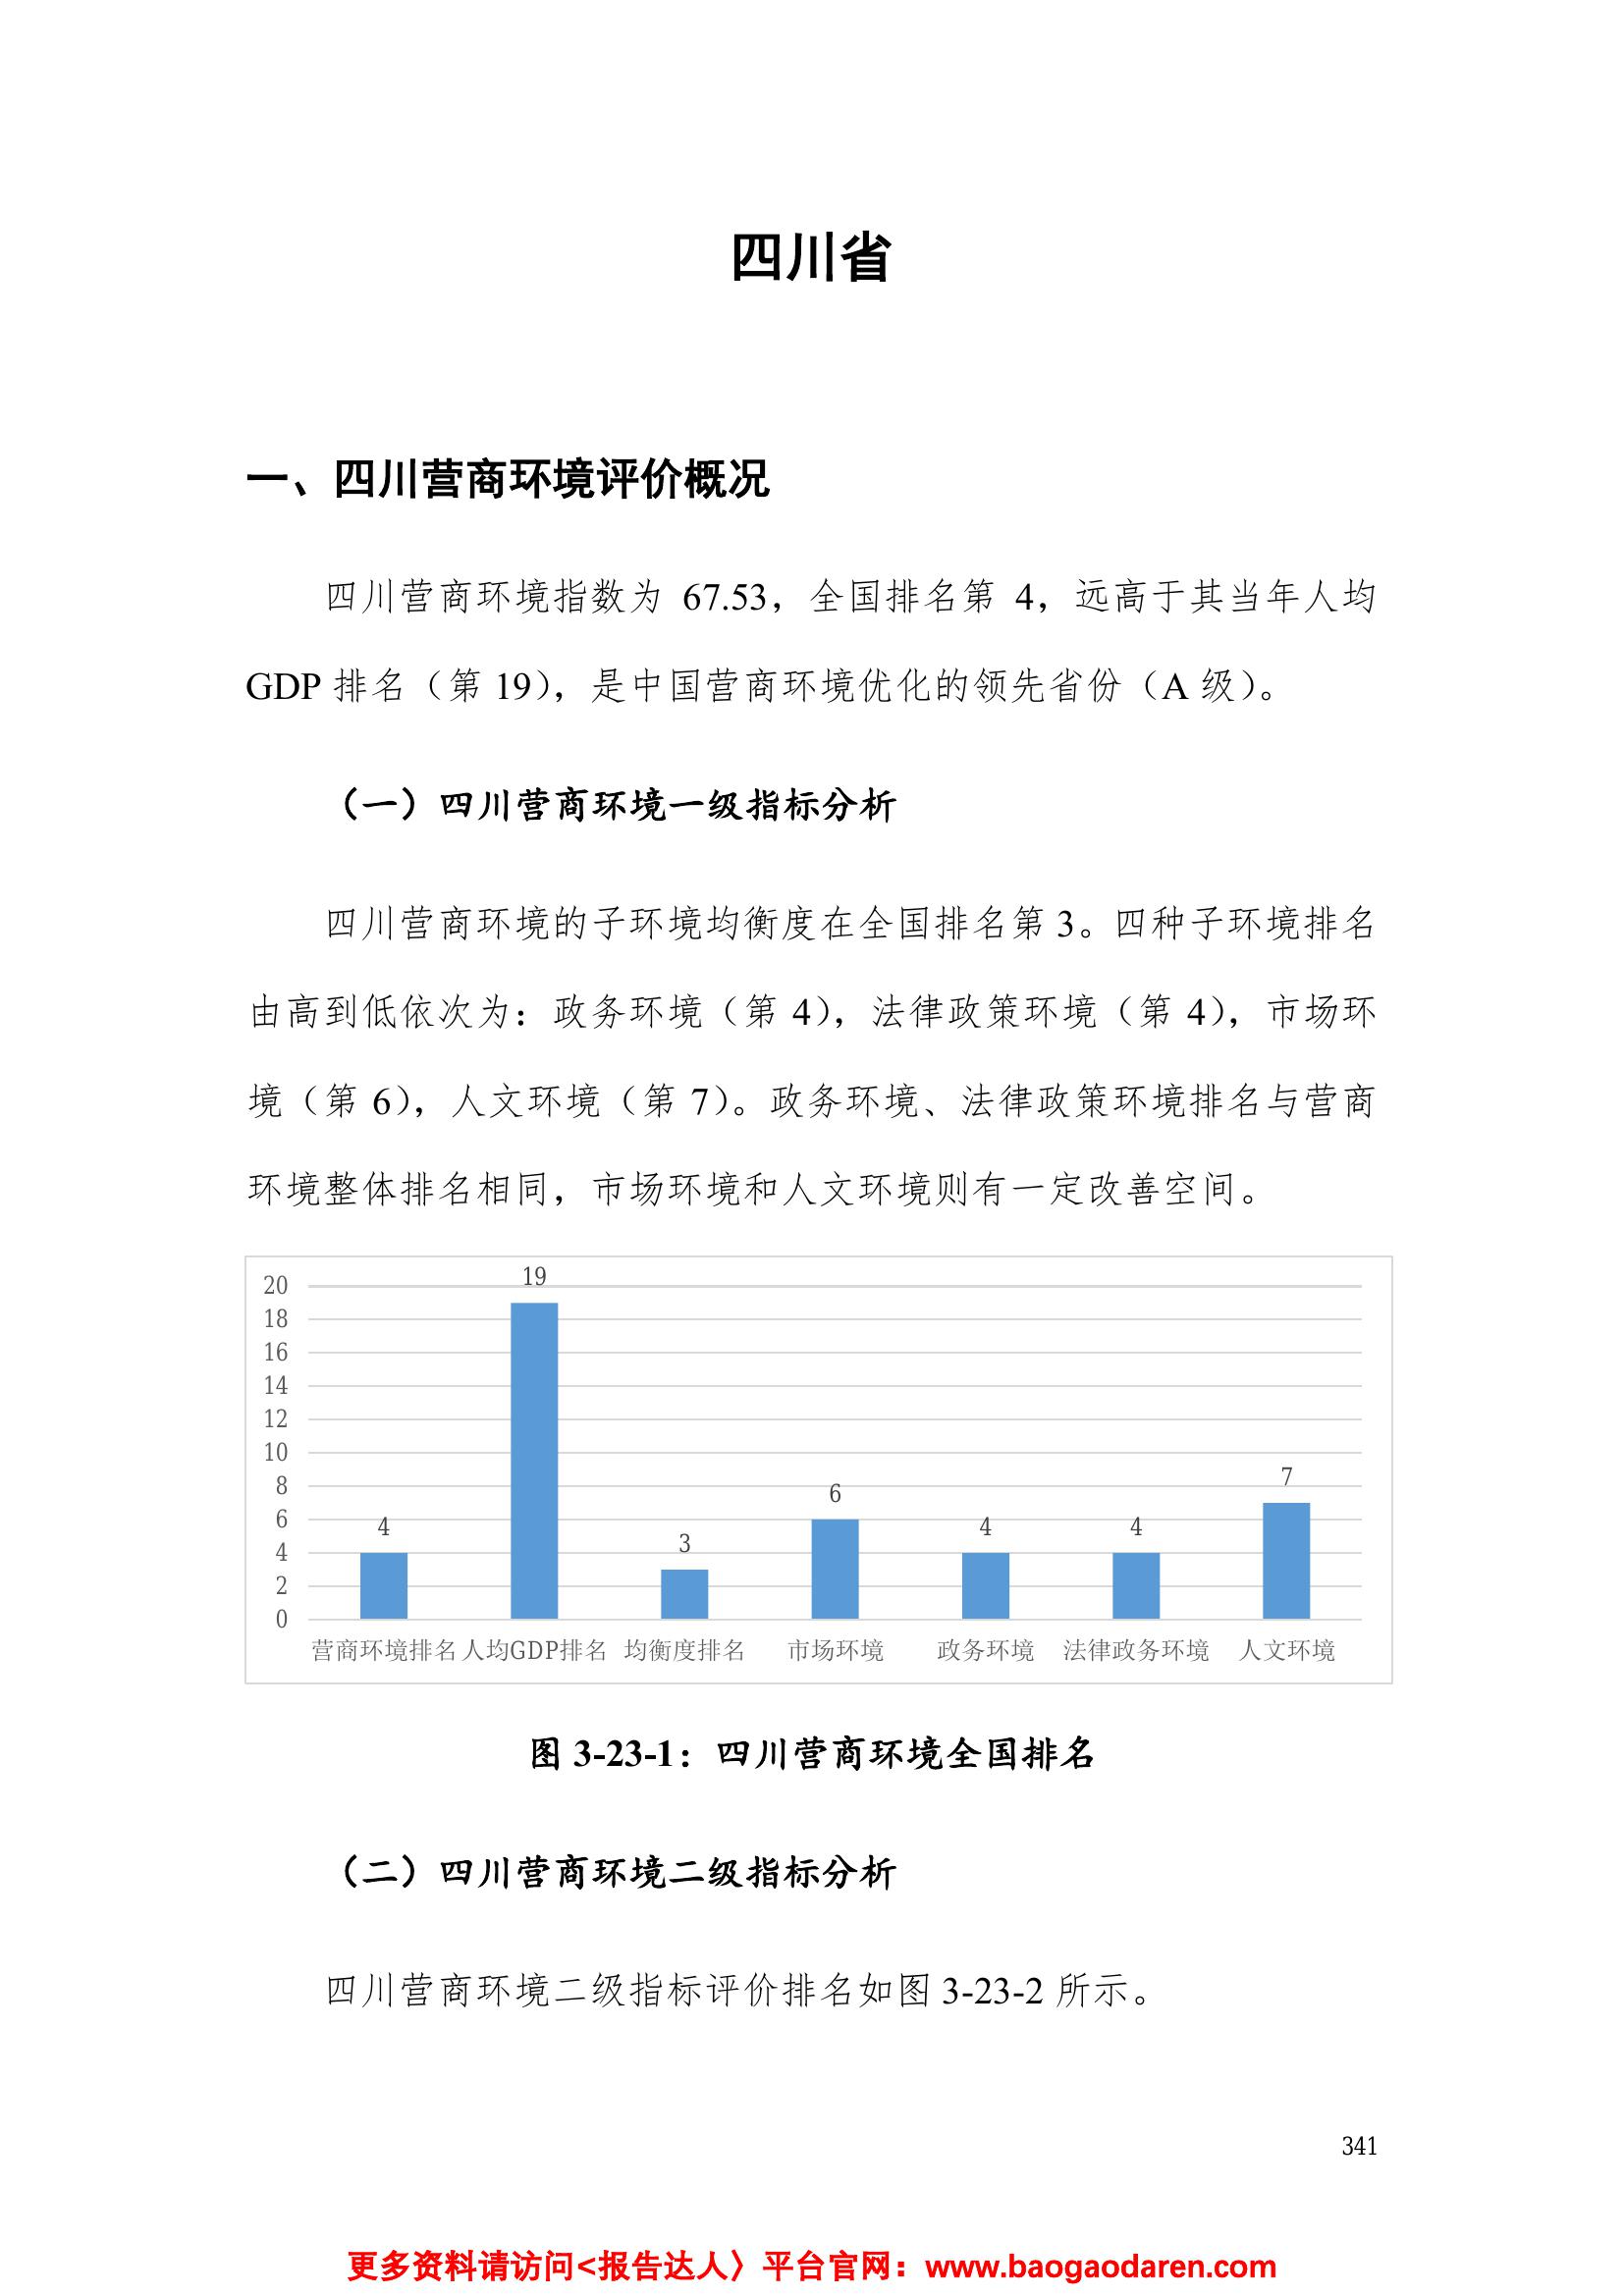 四川省
一、四川营商环境评价概况
四川营商环境指数为 67.53，全国排名第 4，远高于其当年人均
GDP 排名（第 19），是中国营商环境优化的领先省份（A 级）。
（一）四川营商环境一级指标分析
四川营商环境的子环境均衡度在全国排名第 3。四种子环境排名
由高到低依次为：政务环境（第 4），法律政策环境（第 4），市场环
境（第 6），人文环境（第 7）。政务环境、法律政策环境排名与营商
环境整体排名相同，市场环境和人文环境则有一定改善空间。
20
18
16
14
12
10
8
6
4
2
0
4
19
3
6
4
4
7
营商环境排名 人均GDP排名 均衡度排名 市场环境 政务环境 法律政务环境 人文环境
图 3-23-1：四川营商环境全国排名
（二）四川营商环境二级指标分析
四川营商环境二级指标评价排名如图 3-23-2 所示。
341
更多资料请访问<报告达人〉平台官网：www.baogaodaren.com